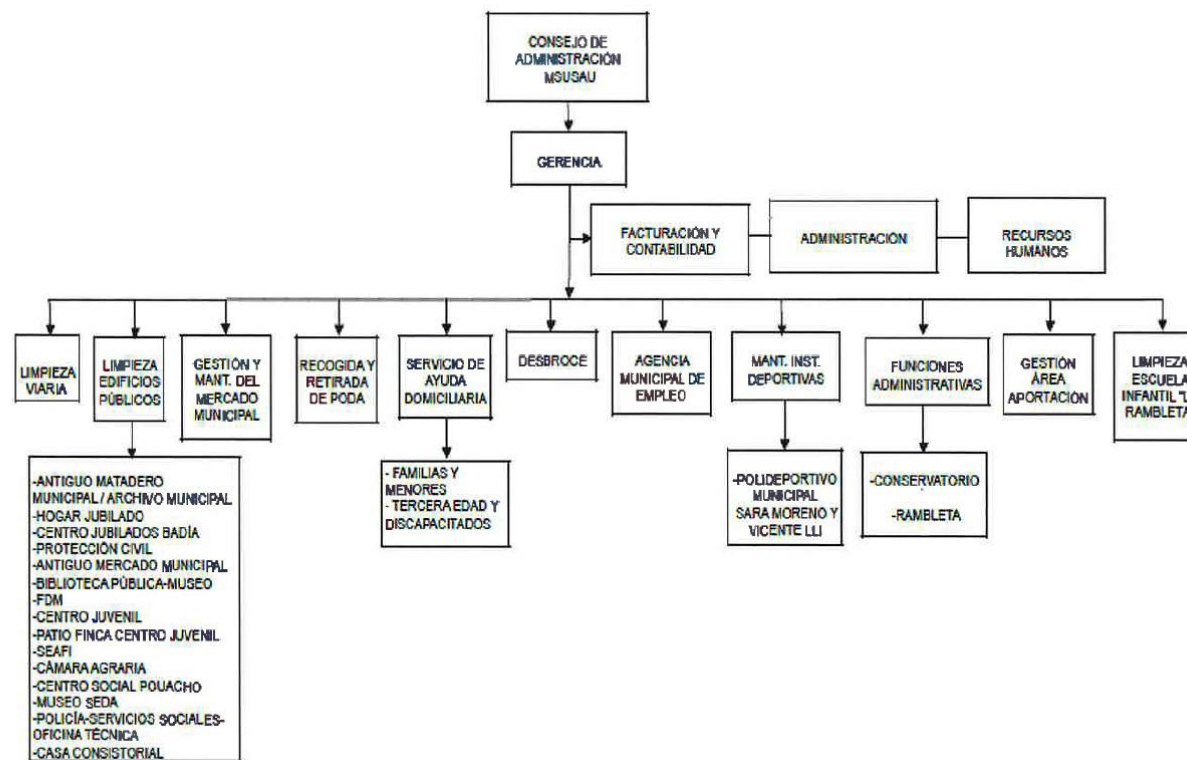 CONSEJO DE
ADMINISTRACIÓN
MSUSAU
GERENCIA
FACTURACIÓN Y
CONTABILIDAD
ADMINISTRACIÓN
RECURSOS
HUMANOS
LIMPIEZA
VIARIA
LIMPIEZA
EDIFICIOS
PÚBLICOS
GESTIÓN Y
MANT. DEL
MERCADO
MUNICIPAL
RECOGIDA Y
RETIRADA
DE PODA
SERVICIO DE
AYUDA
DOMICILIARIA
DESBROCE
AGENCIA
MUNICIPAL DE
EMPLEO
MANT. INST.
DEPORTIVAS
FUNCIONES
ADMINISTRATIVAS
GESTIÓN
ÁREA
APORTACIÓN
LIMPIEZA
ESCUELA
INFANTIL "L
RAMBLETA
-ANTIGUO MATADERO
MUNICIPAL / ARCHIVO MUNICIPAL
-HOGAR JUBILADO
-CENTRO JUBILADOS BADÍA
-PROTECCIÓN CIVIL
-ANTIGUO MERCADO MUNICIPAL
-BIBLIOTECA PÚBLICA-MUSEO
-FDM
-CENTRO JUVENIL
-PATIO FINCA CENTRO JUVENIL
-SEAFI
-CÂMARA AGRARIA
-CENTRO SOCIAL POUACHO
-MUSEO SEDA
-POLICÍA-SERVICIOS SOCIALES-
OFICINA TÉCNICA
-CASA CONSISTORIAL
- FAMILIAS Y
MENORES
- TERCERA EDAD Y
DISCAPACITADOS
-POLIDEPORTIVO
MUNICIPAL
SARA MORENO Y
VICENTE LLI
-CONSERVATORIO
-RAMBLETA